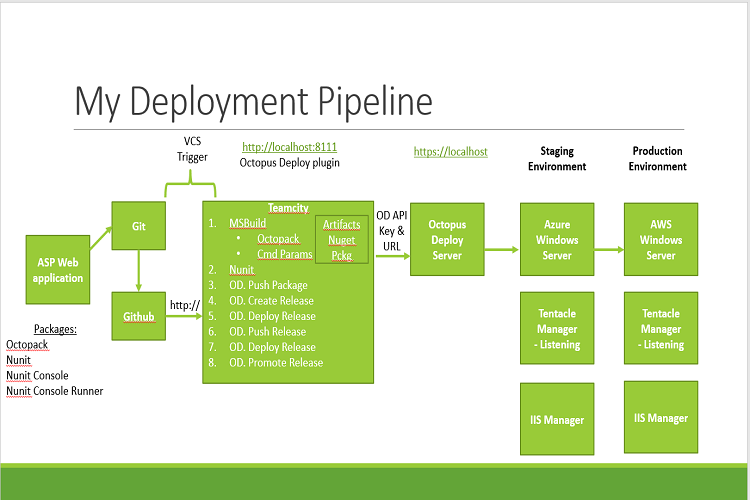 My Deployment Pipeline
VCS
Trigger
http://localhost:8111
Octopus Deploy plugin
https://localhost
Staging
Environment
Production
Environment
ASP Web
application
Git
Github
http://
Packages:
Octopack
Nunit
Nunit Console
Nunit Console Runner
Teamcity
1. MSBuild
• Octopack
• Cmd Params
2. Nunit
3. OD. Push Package
4. OD. Create Release
5. OD. Deploy Release
6. OD. Push Release
7. OD. Deploy Release
8. OD. Promote Release
Artifacts
Nuget
Pckg
OD API
Key &
URL
Octopus
Deploy
Server
Azure
Windows
Server
AWS
Windows
Server
Tentacle
Manager
- Listening
Tentacle
Manager
- Listening
IIS Manager
IIS Manager